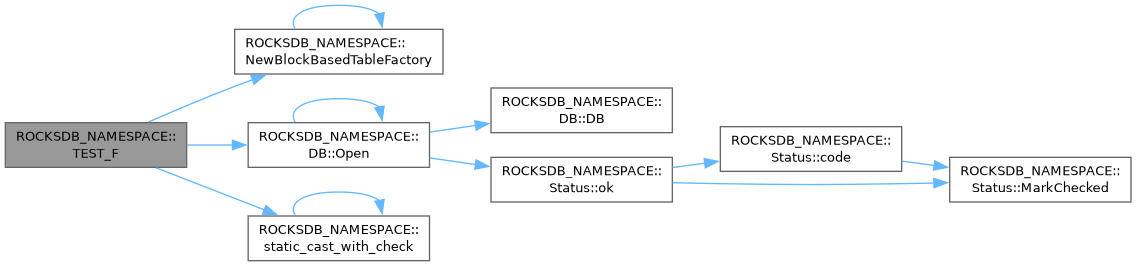 ROCKSDB_NAMESPACE::
TEST_F
ROCKSDB_NAMESPACE::
NewBlockBasedTableFactory
ROCKSDB_NAMESPACE::
DB::Open
ROCKSDB_NAMESPACE::
static_cast_with_check
ROCKSDB_NAMESPACE::
DB::DB
ROCKSDB_NAMESPACE::
Status::ok
ROCKSDB_NAMESPACE::
Status::code
ROCKSDB_NAMESPACE::
Status::MarkChecked